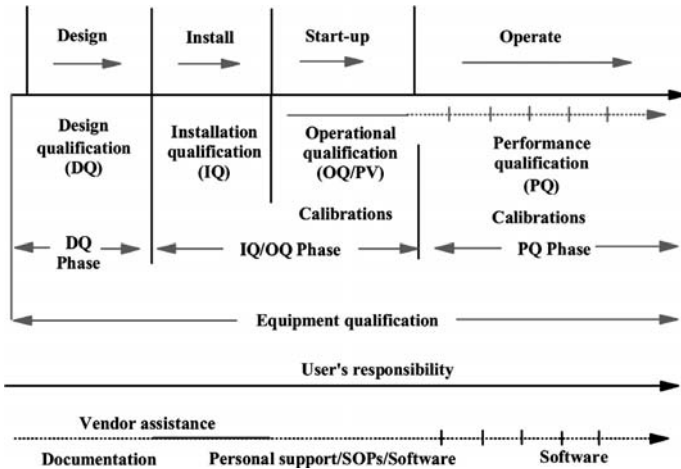 Design Install Start-up Operate
Design Installation Operational Performance
qualification qualification qualification qualification
(DQ) (IQ) (OQ/PV) (PQ)
Calibrations Calibrations
DQ IQ/OQ Phase PQ Phase
Phase
Equipment qualification
User's responsibility
Vendor assistance
Documentation Personal support/SOPs/Software Software